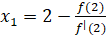 x₁ = 2 − f(2)/f|(2)